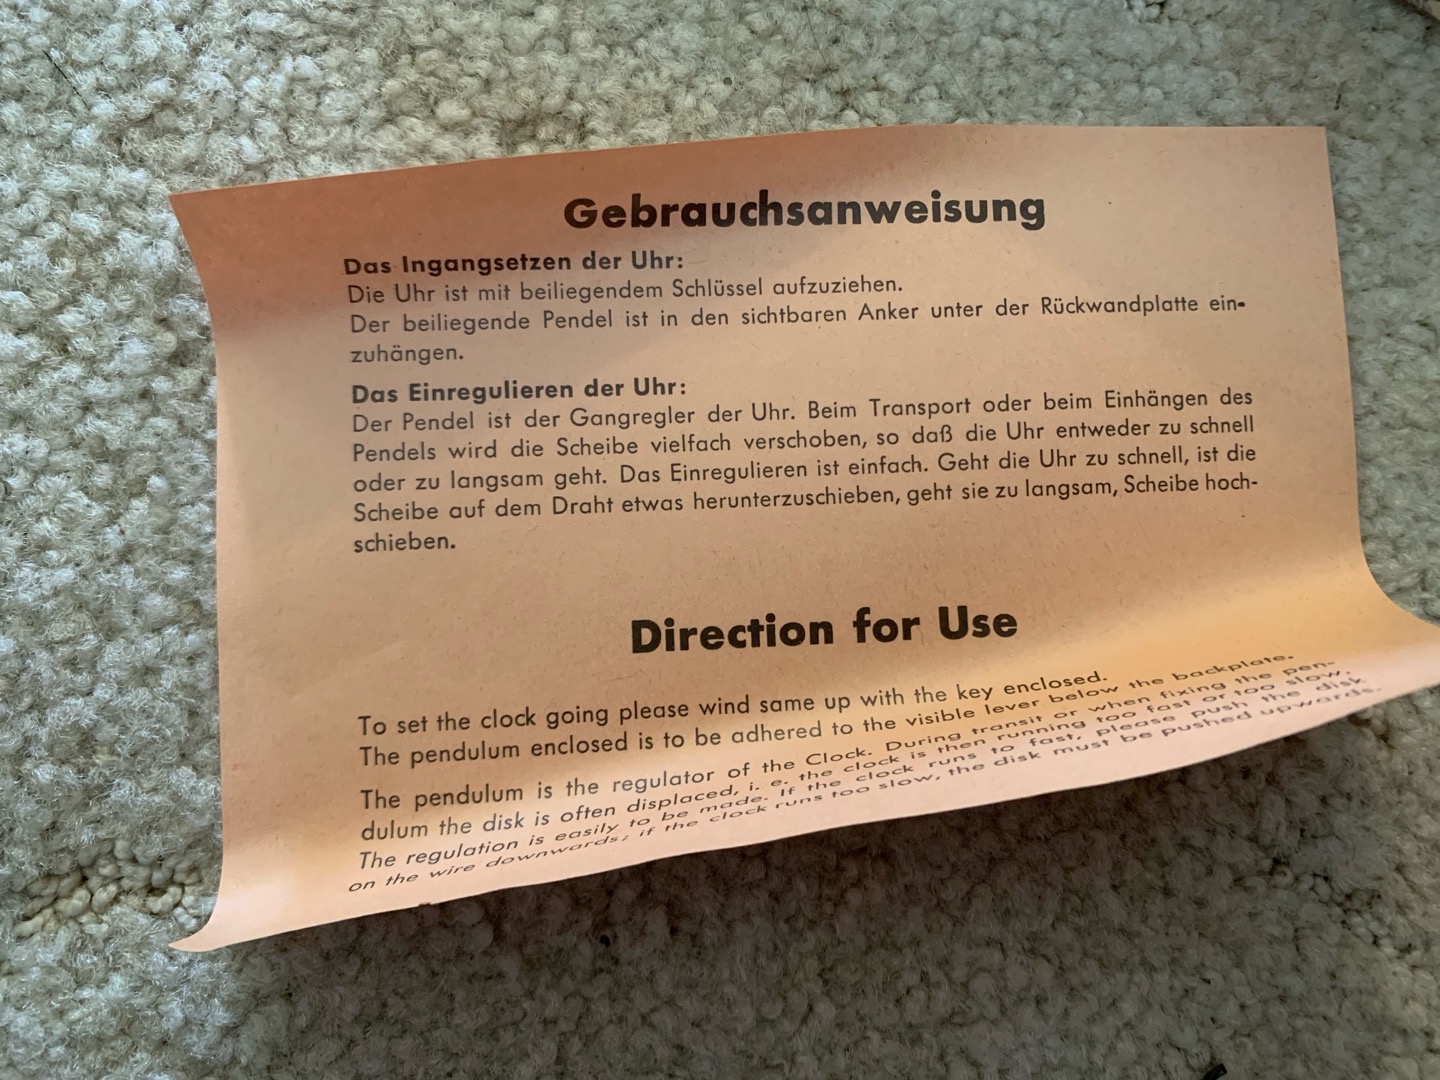 Gebrauchsanweisung
Das Ingangsetzen der Uhr:
Die Uhr ist mit beiliegendem Schlüssel aufzuziehen.
Der beiliegende Pendel ist in den sichtbaren Anker unter der Rückwandplatte ein-
zuhängen.
Das Einregulieren der Uhr:
Der Pendel ist der Gangregler der Uhr. Beim Transport oder beim Einhängen des
Pendels wird die Scheibe vielfach verschoben, so daß die Uhr entweder zu schnell
oder zu langsam geht. Das Einregulieren ist einfach. Geht die Uhr zu schnell, ist die
Scheibe auf dem Draht etwas herunterzuschieben, geht sie zu langsam, Scheibe hoch-
schieben.
Direction for Use
To set the clock going please wind same up with the key enclosed.
The pendulum enclosed is to be adhered to the visible lever below the backplate.
The pendulum is the regulator of the Clock. During transit or when fixing the pen-
dulum the disk is often displaced, i. e. the clock is then running too fast or too slow.
The regulation is easily to be made. If the clock runs to fast, please push the disk
on the wire downwards; if the clock runs too slow, the disk must be pushed upwards.